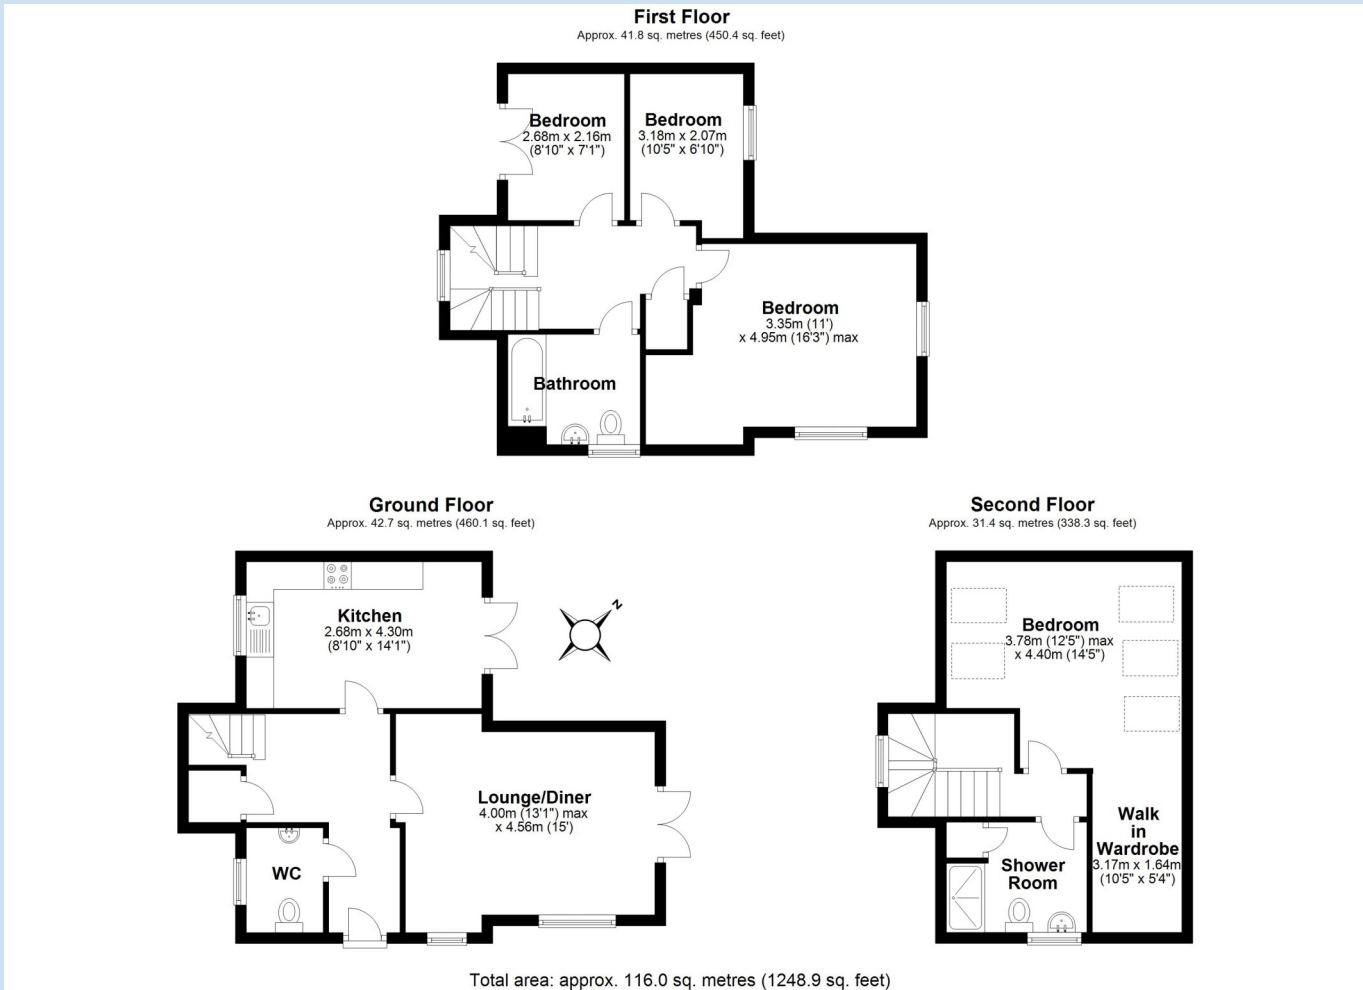 First Floor
Approx. 41.8 sq. metres (450.4 sq. feet)
Bedroom
2.68m x 2.16m
(8'10" x 7'1")
Bedroom
3.18m x 2.07m
(10'5" x 6'10")
Bedroom
3.35m (11')
x 4.95m (16'3") max
Bathroom
Ground Floor
Approx. 42.7 sq. metres (460.1 sq. feet)
Kitchen
2.68m x 4.30m
(8'10" x 14'1")
N
Lounge/Diner
4.00m (13'1") max
x 4.56m (15')
WC
Second Floor
Approx. 31.4 sq. metres (338.3 sq. feet)
Bedroom
3.78m (12'5") max
x 4.40m (14'5")
Walk
in
Wardrobe
3.17m x 1.64m
(10'5" x 5'4")
Shower
Room
Total area: approx. 116.0 sq. metres (1248.9 sq. feet)